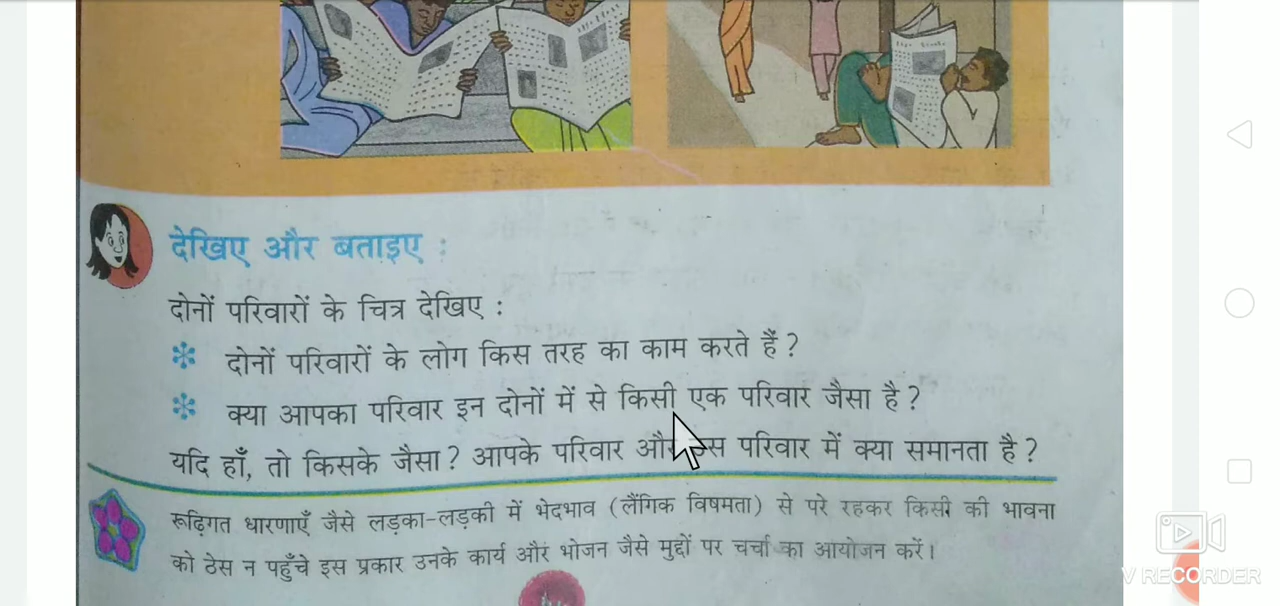 देखिए और बताइए :
दोनों परिवारों के चित्र देखिए :
दोनों परिवारों के लोग किस तरह का काम करते हैं ?
क्या आपका परिवार इन दोनों में से किसी एक परिवार जैसा है ?
यदि हाँ, तो किसके जैसा ? आपके परिवार और परिवार में क्या समानता है ?
रूढ़िगत धारणाएँ जैसे लड़का-लड़की में भेदभाव (लैंगिक विषमता) से परे रहकर किसी की भावना
को ठेस न पहुँचे इस प्रकार उनके कार्य और भोजन जैसे मुद्दों पर चर्चा का आयोजन करें।
V RECORDER